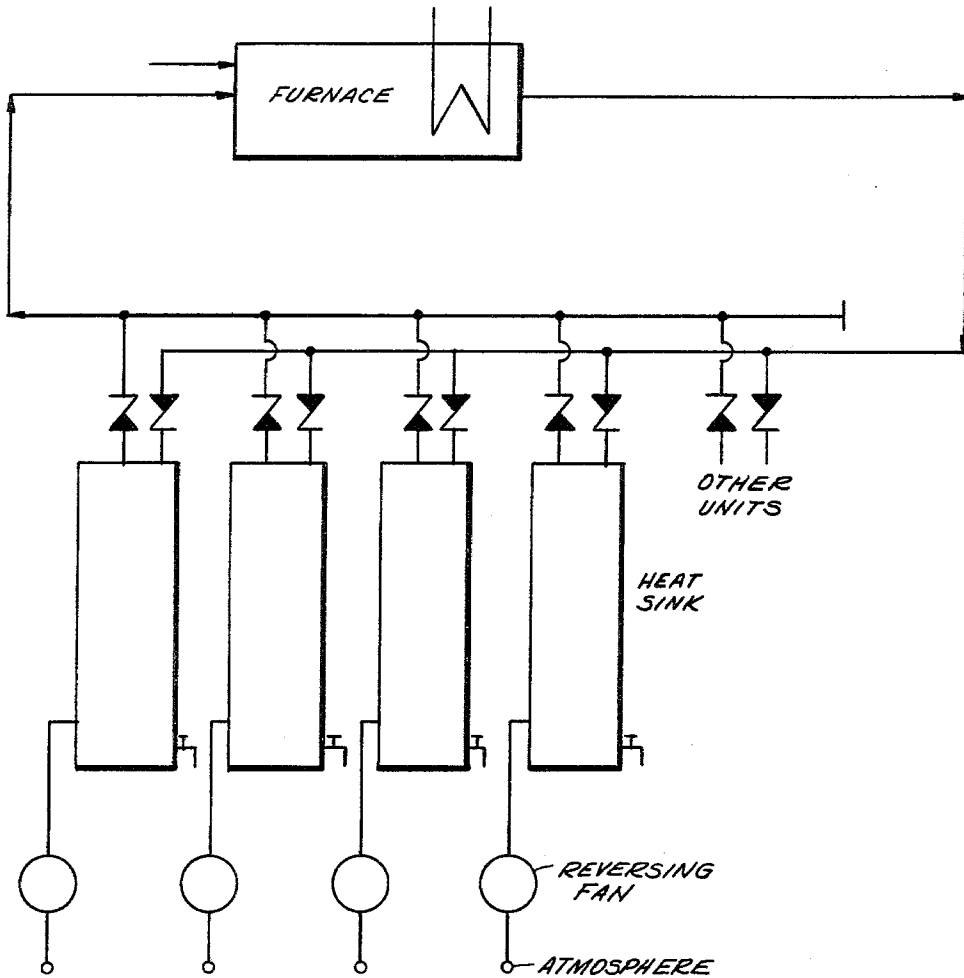 FURNACE
OTHER
UNITS
HEAT
SINK
REVERSING
FAN
ATMOSPHERE